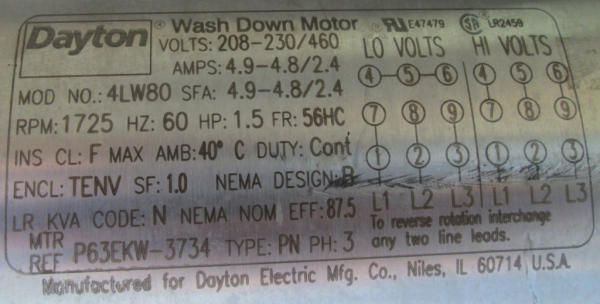 Dayton® Wash Down Motor RU E47479 SA LR2459
VOLTS: 208-230/460 LO VOLTS HI VOLTS
AMPS: 4.9-4.8/2.4 4 5 6 4 5 6
MOD NO.: 4LW80 SFA: 4.9-4.8/2.4
RPM: 1725 HZ: 60 HP: 1.5 FR: 56HC 7 8 9 7 8 9
INS CL: F MAX AMB: 40° C DUTY: Cont 1 2 3 1 2 3
ENCL: TENV SF: 1.0 NEMA DESIGN: B
LR KVA CODE: N NEMA NOM EFF: 87.5 L1 L2 L3 L1 L2 L3
MTR REF P63EKW-3734 TYPE: PN PH: 3
To reverse rotation interchange
any two line leads.
Manufactured for Dayton Electric Mfg. Co., Niles, IL 60714 U.S.A.